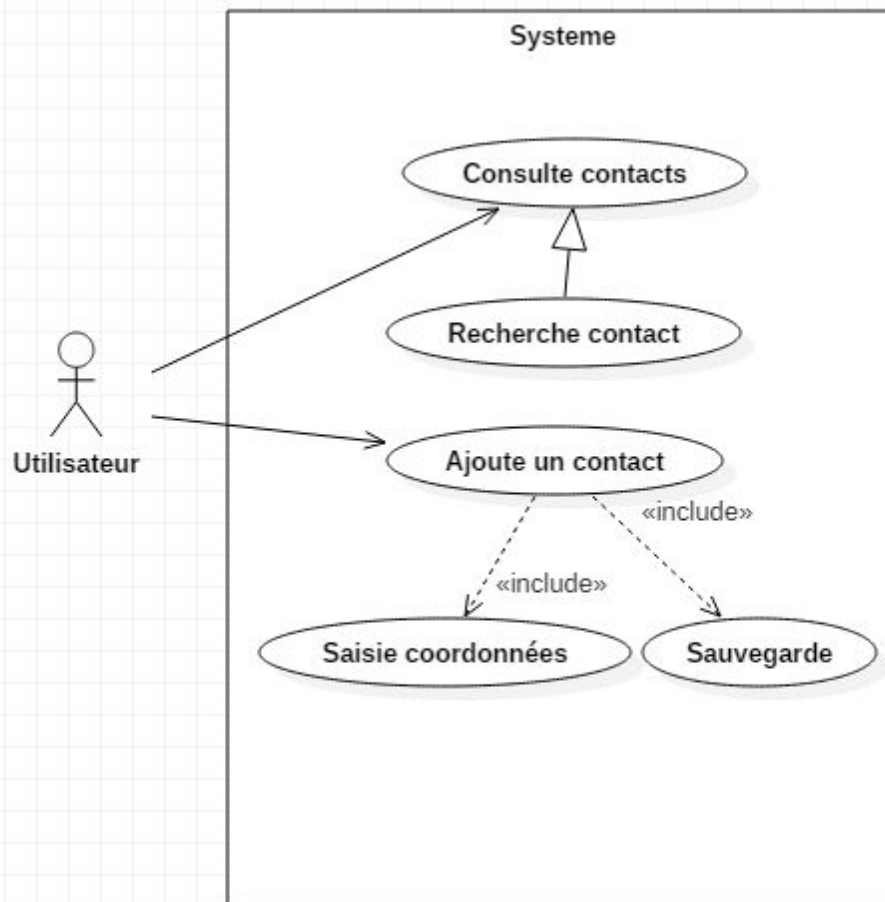 Systeme
Consulte contacts
Recherche contact
Utilisateur
Ajoute un contact
«include»
«include»
Saisie coordonnées
Sauvegarde